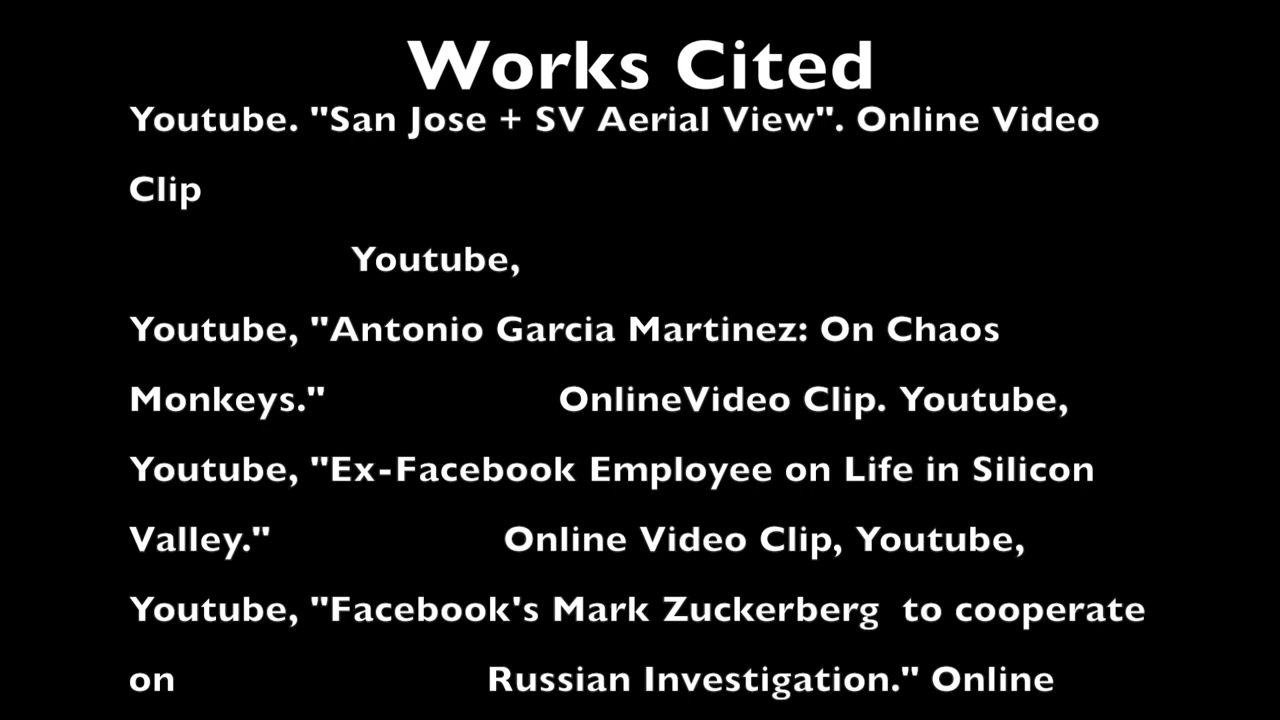 Works Cited
Youtube. "San Jose + SV Aerial View". Online Video
Clip
Youtube,
Youtube, "Antonio Garcia Martinez: On Chaos
Monkeys." OnlineVideo Clip. Youtube,
Youtube, "Ex-Facebook Employee on Life in Silicon
Valley." Online Video Clip, Youtube,
Youtube, "Facebook's Mark Zuckerberg  to cooperate
on Russian Investigation." Online